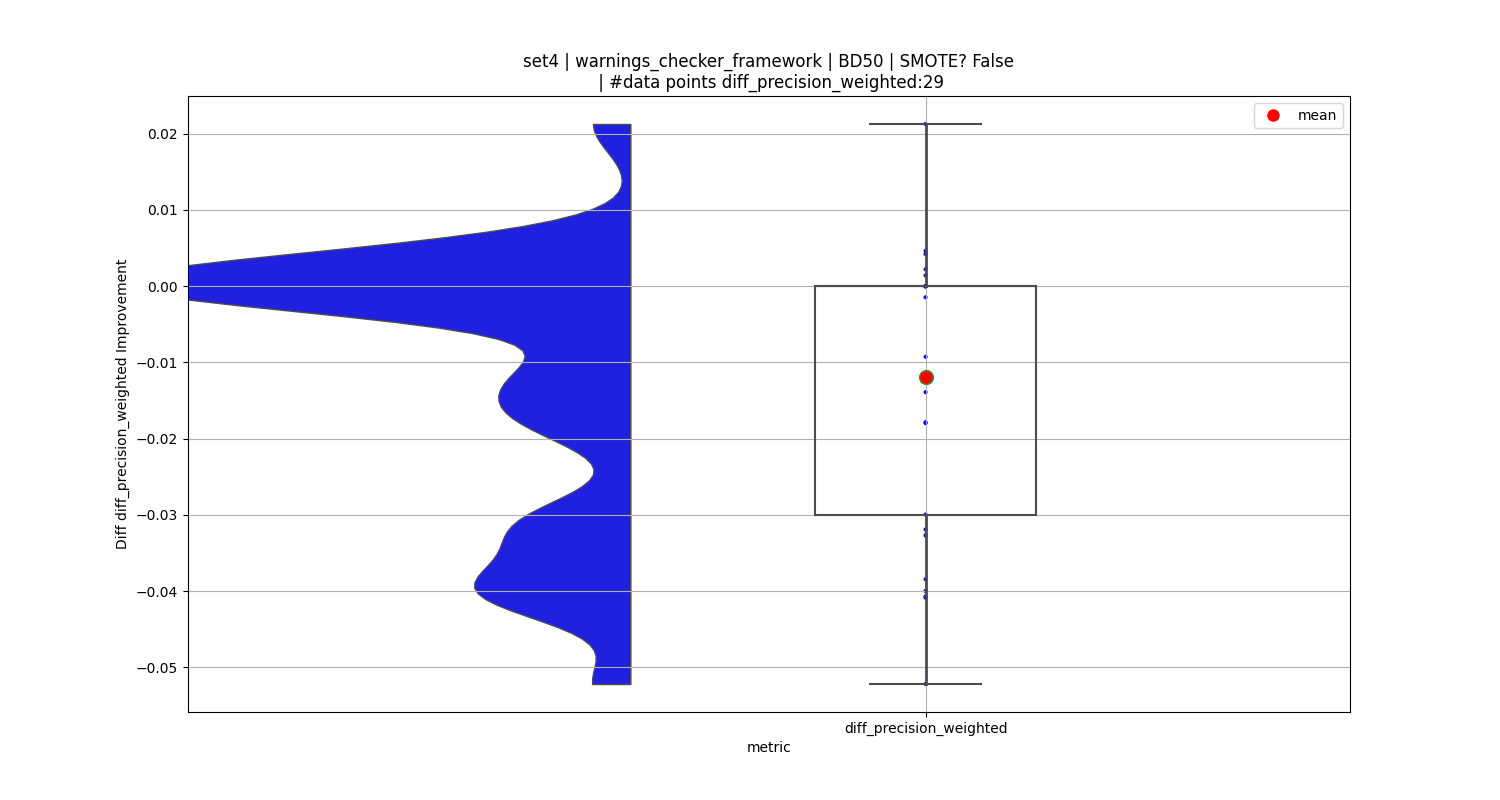 set4 | warnings_checker_framework | BD50 | SMOTE? False
| #data points diff_precision_weighted:29
mean
0.02
0.01
0.00
−0.01
−0.02
−0.03
−0.04
−0.05
Diff diff_precision_weighted Improvement
diff_precision_weighted
metric